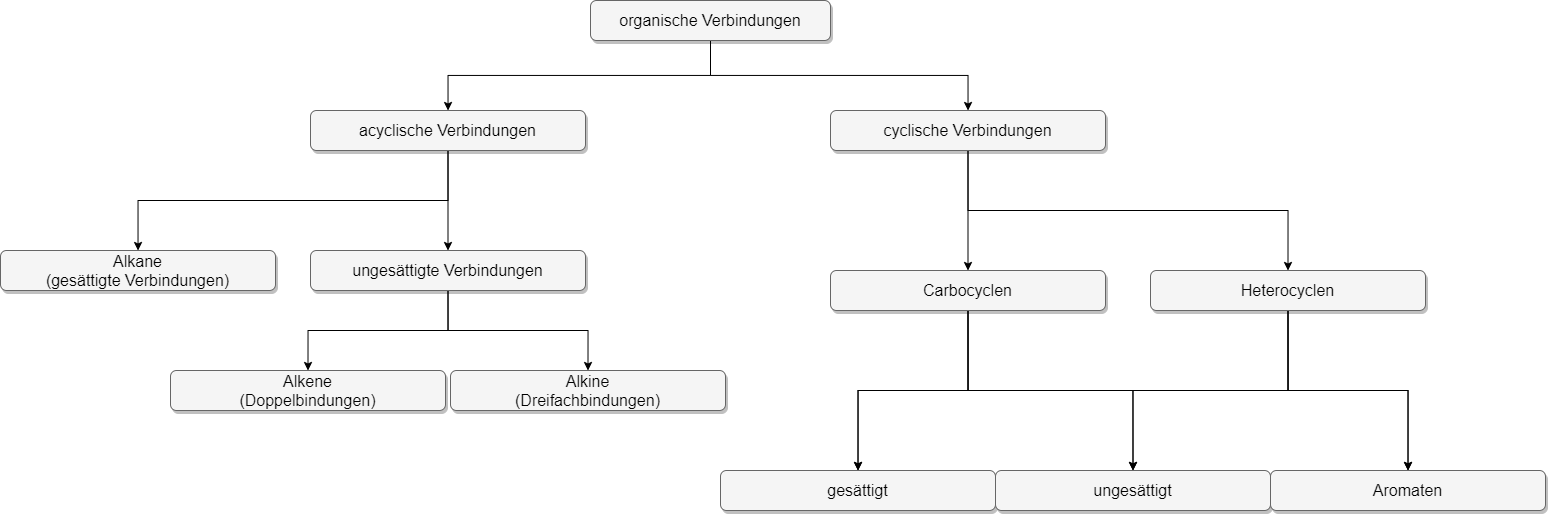 organische Verbindungen
acyclische Verbindungen
cyclische Verbindungen
Alkane
(gesättigte Verbindungen)
ungesättigte Verbindungen
Carbocyclen
Heterocyclen
Alkene
(Doppelbindungen)
Alkine
(Dreifachbindungen)
gesättigt
ungesättigt
Aromaten